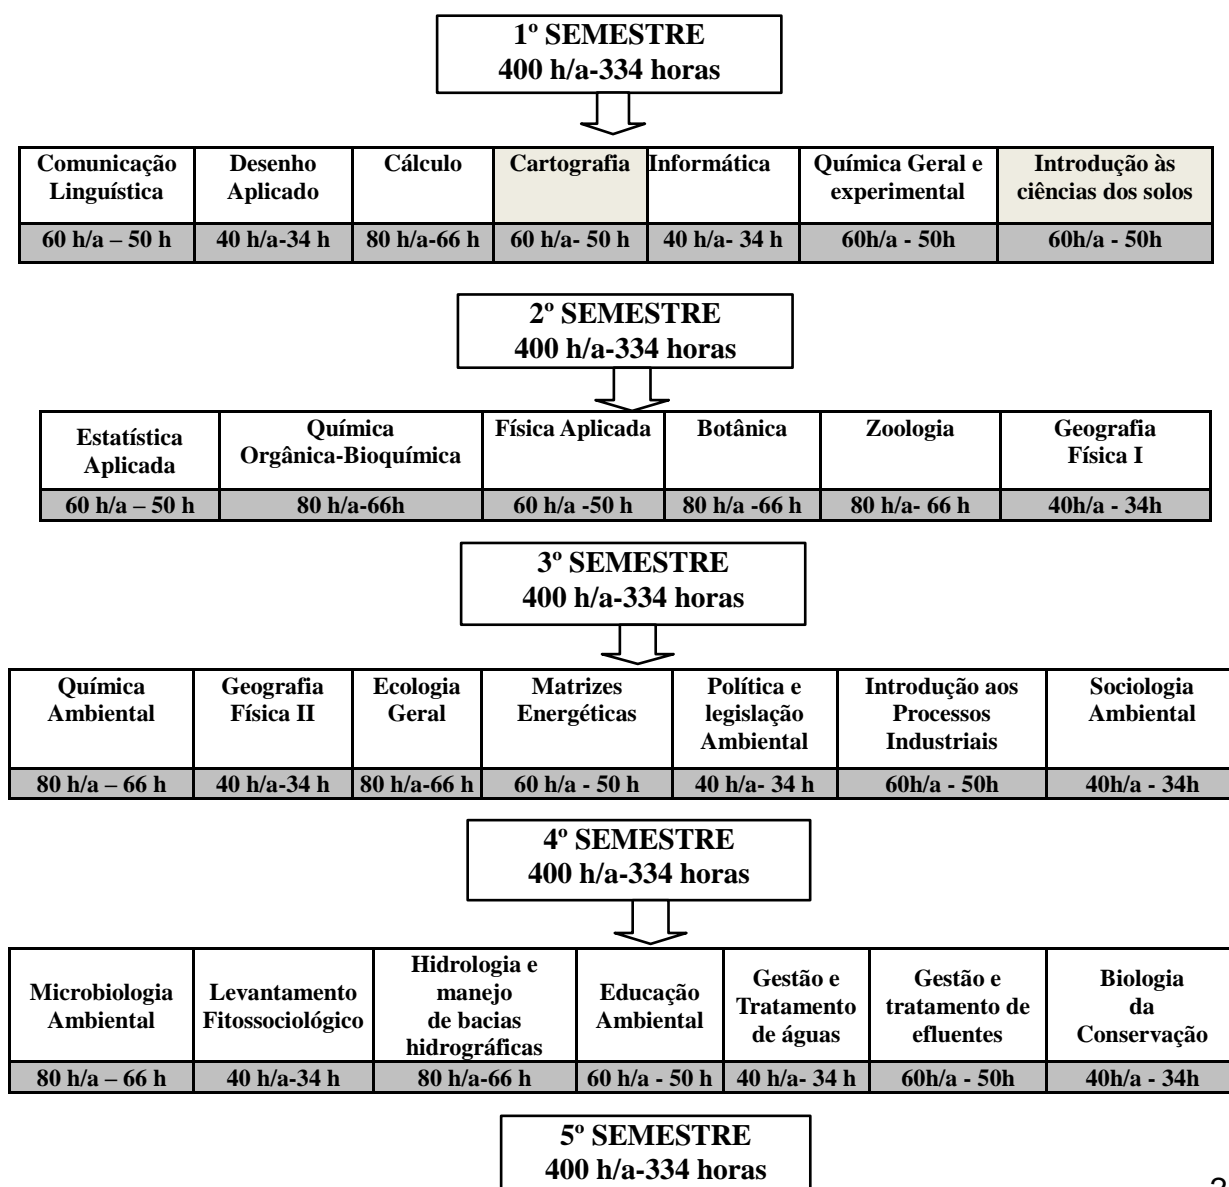 1º SEMESTRE
400 h/a-334 horas
Comunicação Linguística
Desenho Aplicado
Cálculo
Cartografia
Informática
Química Geral e experimental
Introdução às ciências dos solos
60 h/a – 50 h
40 h/a-34 h
80 h/a-66 h
60 h/a- 50 h
40 h/a- 34 h
60h/a - 50h
60h/a - 50h
2º SEMESTRE
400 h/a-334 horas
Estatística Aplicada
Química Orgânica-Bioquímica
Física Aplicada
Botânica
Zoologia
Geografia Física I
60 h/a – 50 h
80 h/a-66h
60 h/a -50 h
80 h/a -66 h
80 h/a- 66 h
40h/a - 34h
3º SEMESTRE
400 h/a-334 horas
Química Ambiental
Geografia Física II
Ecologia Geral
Matrizes Energéticas
Política e legislação Ambiental
Introdução aos Processos Industriais
Sociologia Ambiental
80 h/a – 66 h
40 h/a-34 h
80 h/a-66 h
60 h/a - 50 h
40 h/a- 34 h
60h/a - 50h
40h/a - 34h
4º SEMESTRE
400 h/a-334 horas
Microbiologia Ambiental
Levantamento Fitossociológico
Hidrologia e manejo de bacias hidrográficas
Educação Ambiental
Gestão e Tratamento de águas
Gestão e tratamento de efluentes
Biologia da Conservação
80 h/a – 66 h
40 h/a-34 h
80 h/a-66 h
60 h/a - 50 h
40 h/a- 34 h
60h/a - 50h
40h/a - 34h
5º SEMESTRE
400 h/a-334 horas